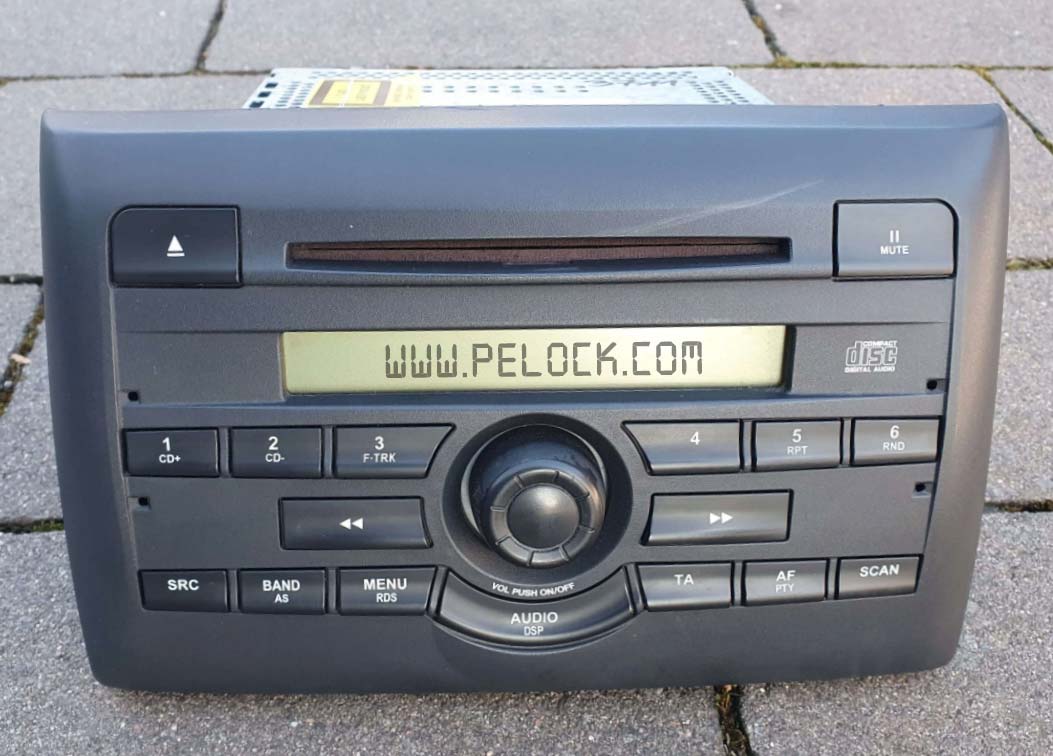 MUTE
WWW.PELOCK.COM
COMPACT
disc
DIGITAL AUDIO
1
CD+
2
CD-
3
F-TRK
4
5
RPT
6
RND
SRC
BAND
AS
MENU
RDS
VOL PUSH ON/OFF
AUDIO
DSP
TA
AF
PTY
SCAN